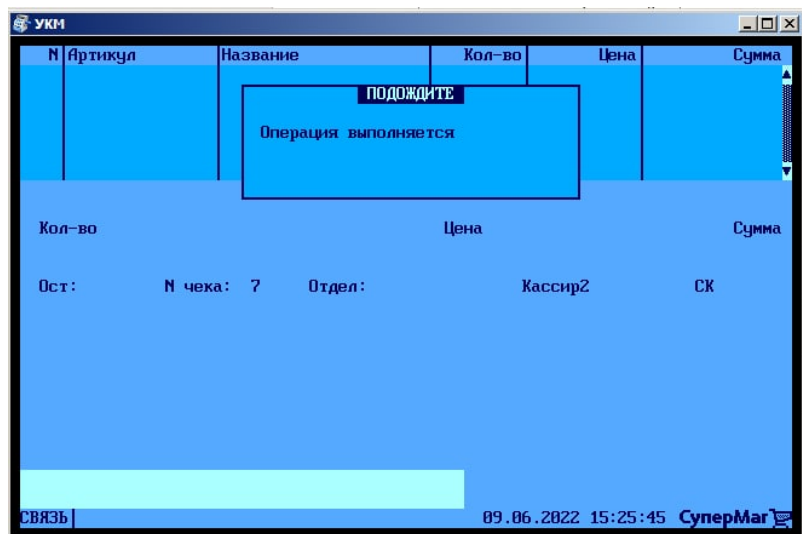 УКМ
N Артикул Название Кол-во Цена Сумма
ПОДОЖДИТЕ
Операция выполняется
Кол-во Цена Сумма
Ост: N чека: 7 Отдел: Кассир2 СК
СВЯЗЬ 09.06.2022 15:25:45 СуперМаг